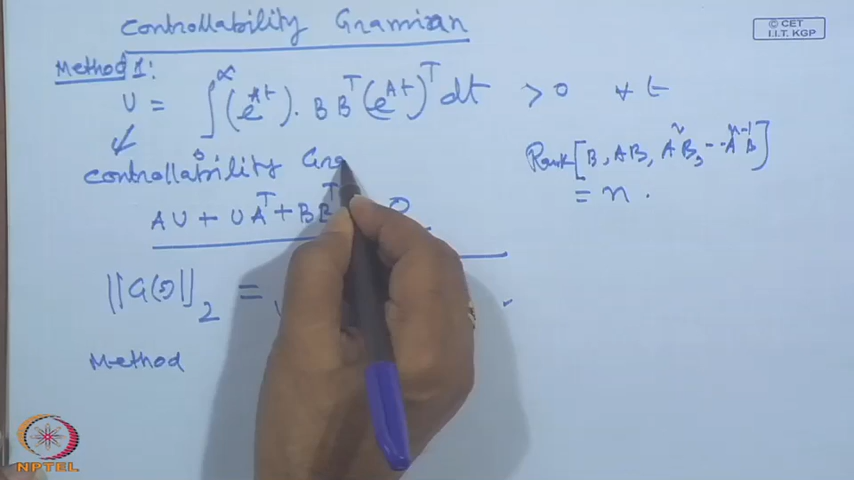 Controllability Gramian
© CET
I.I.T. KGP
Method 1:
U = ∫₀^∞ (e^{At}) · B B^T (e^{At})^T dt > 0 ∀ t
Rank [B, AB, A²B, -- A^{n-1}B]
= n.
Controllability Gra
AU + UA^T + BB^T 0
||G(s)||₂ =
Method
NPTEL